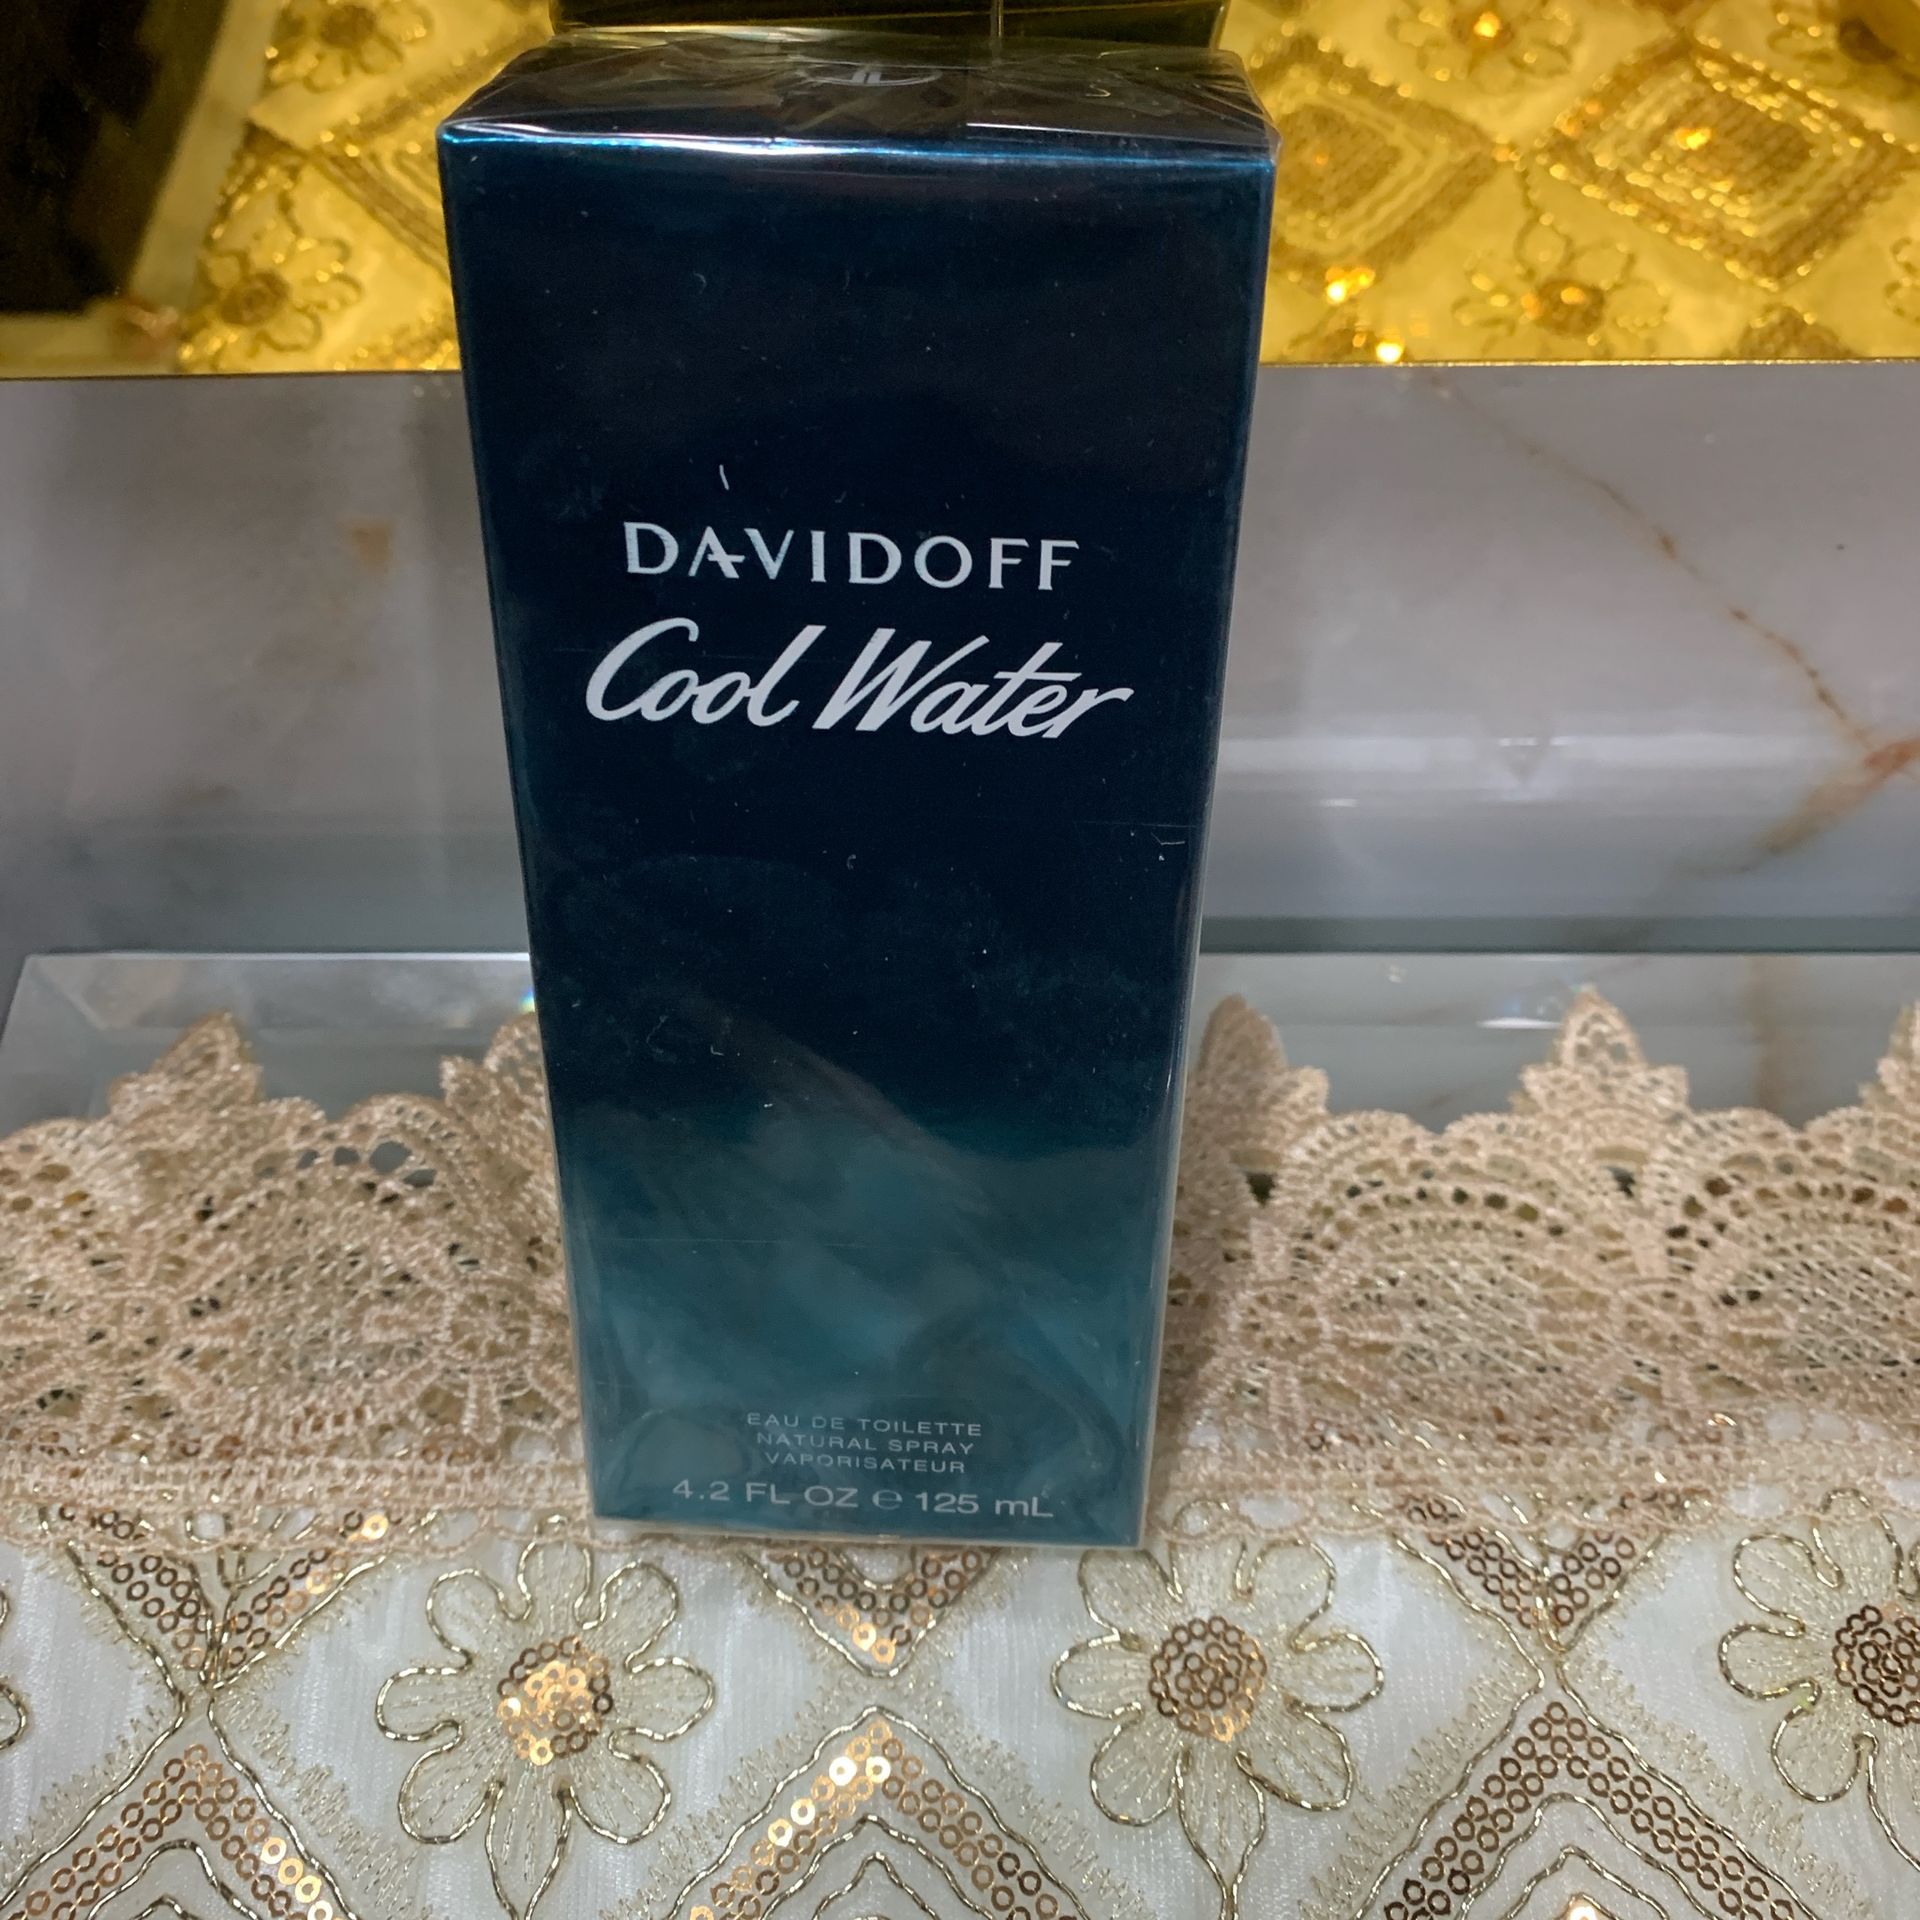 DAVIDOFF
Cool Water
EAU DE TOILETTE
NATURAL SPRAY
VAPORISATEUR
4.2 FL OZ ℮ 125 mL